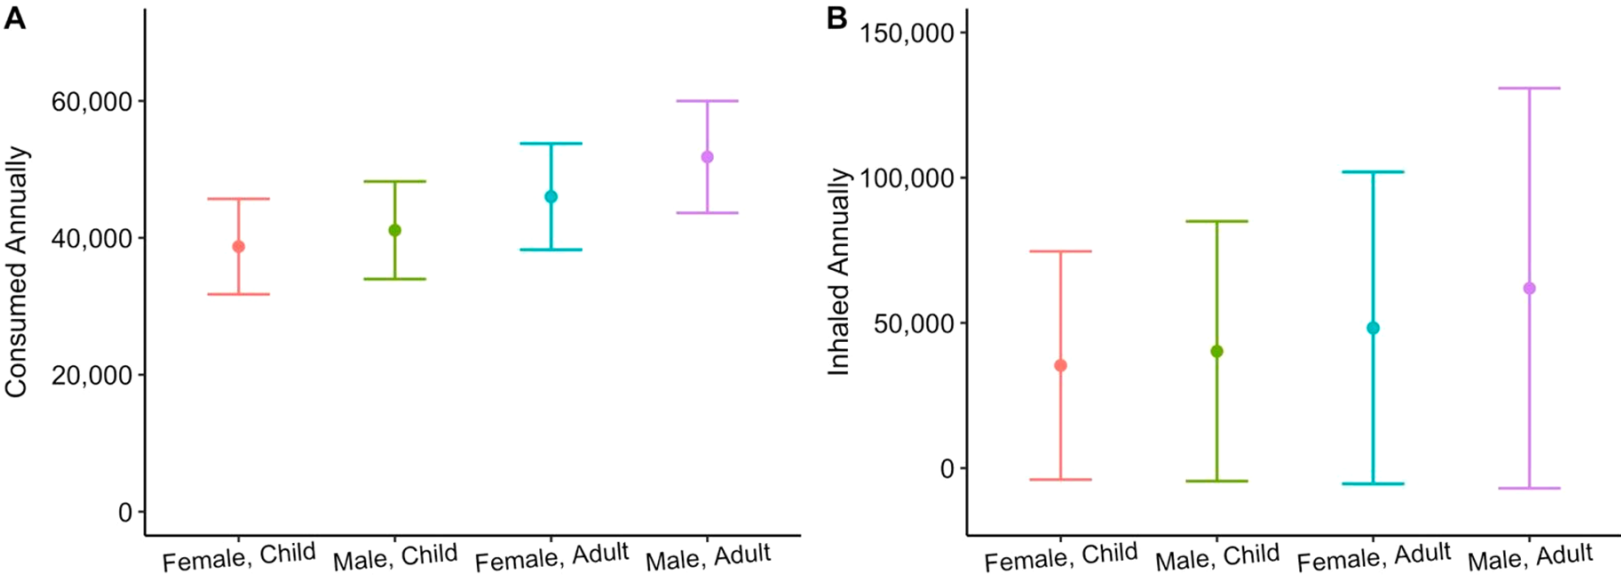 A
Consumed Annually
60,000
40,000
20,000
0
Female, Child
Male, Child
Female, Adult
Male, Adult
B
Inhaled Annually
150,000
100,000
50,000
0
Female, Child
Male, Child
Female, Adult
Male, Adult